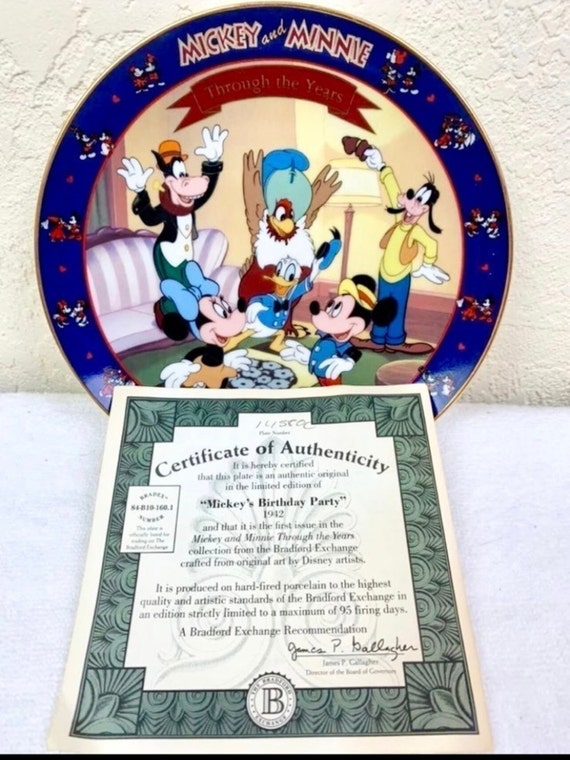 MICKEY and MINNIE
Through the Years
Plate Number
Certificate of Authenticity
It is hereby certified
that this plate is an authentic original
in the limited edition of
"Mickey's Birthday Party"
1942
and that it is the first issue in the
Mickey and Minnie Through the Years
collection from the Bradford Exchange
crafted from original art by Disney artists.
BRADEX®
84-B10-160.1
NUMBER
This plate is
officially listed for
trading on The
Bradford Exchange
It is produced on hard-fired porcelain to the highest
quality and artistic standards of the Bradford Exchange in
an edition strictly limited to a maximum of 95 firing days.
A Bradford Exchange Recommendation
James P. Gallagher
James P. Gallagher
Director of the Board of Governors
THE BRADFORD
B
EXCHANGE